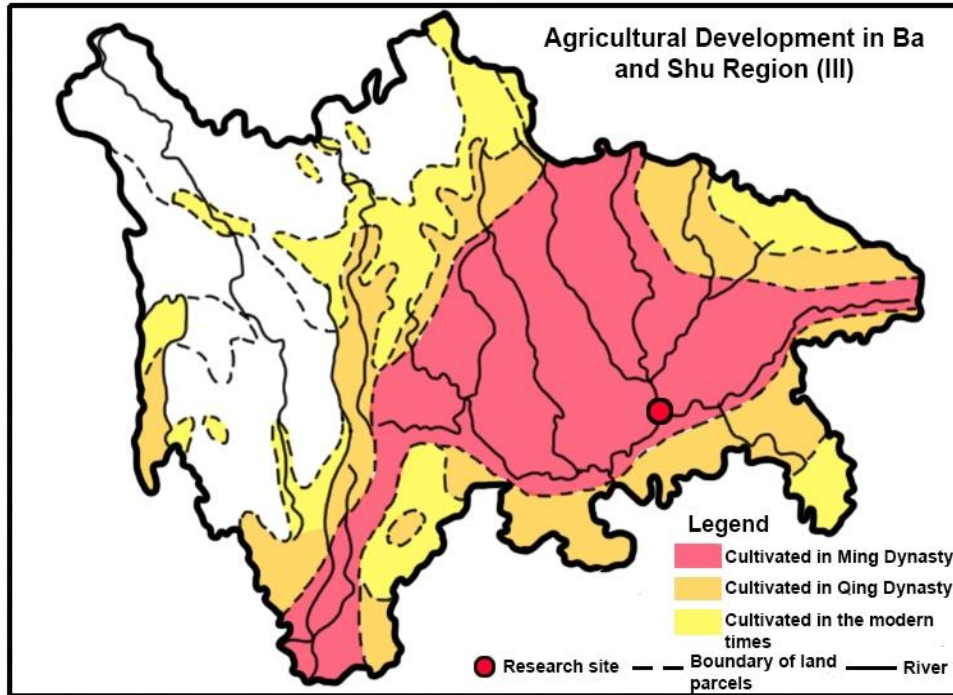 Agricultural Development in Ba
and Shu Region (III)
Legend
Cultivated in Ming Dynasty
Cultivated in Qing Dynasty
Cultivated in the modern
times
Research site
Boundary of land
parcels
River